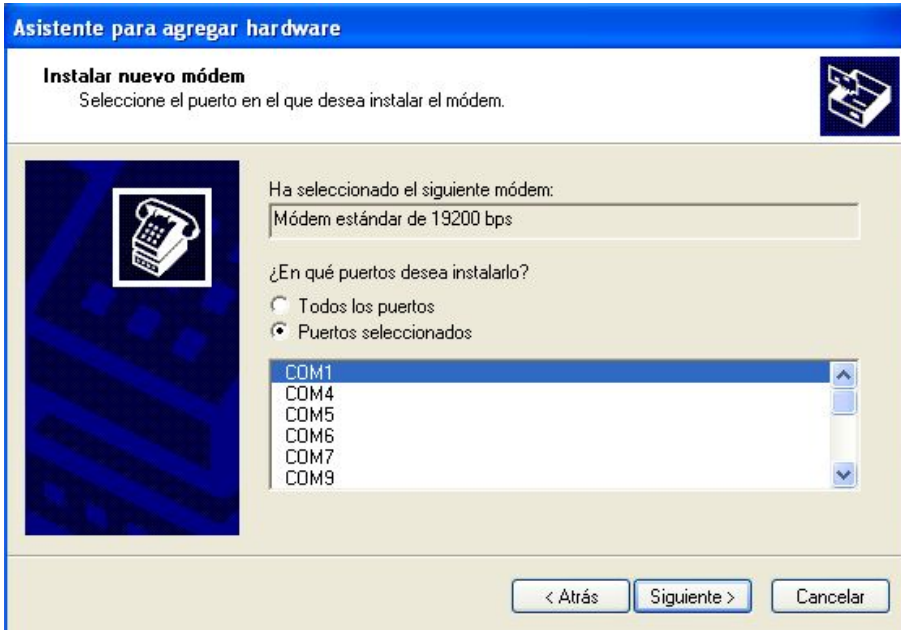 Asistente para agregar hardware
Instalar nuevo módem
Seleccione el puerto en el que desea instalar el módem.
Ha seleccionado el siguiente módem:
Módem estándar de 19200 bps
¿En qué puertos desea instalarlo?
Todos los puertos
Puertos seleccionados
COM1
COM4
COM5
COM6
COM7
COM9
< Atrás
Siguiente >
Cancelar